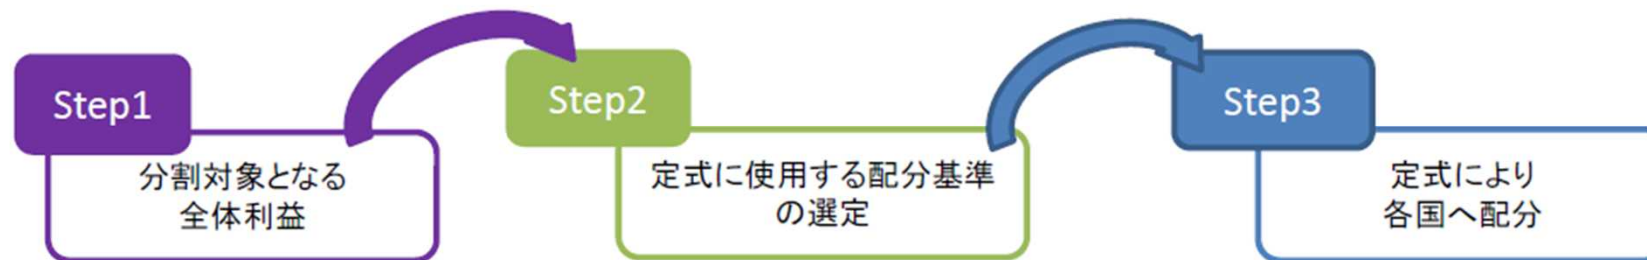 Step1
分割対象となる
全体利益
Step2
定式に使用する配分基準
の選定
Step3
定式により
各国へ配分